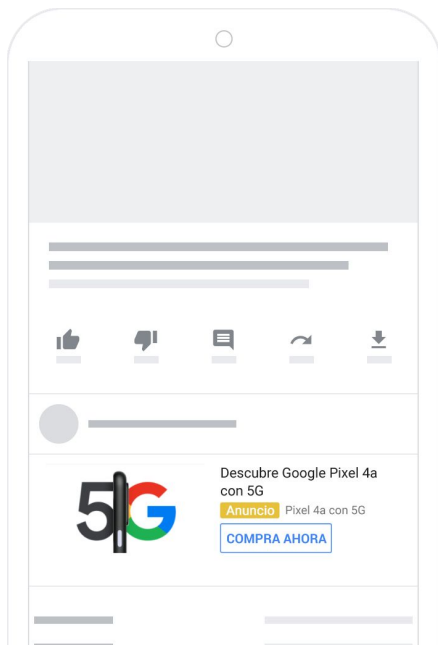 5G
Descubre Google Pixel 4a
con 5G
Anuncio Pixel 4a con 5G
COMPRA AHORA